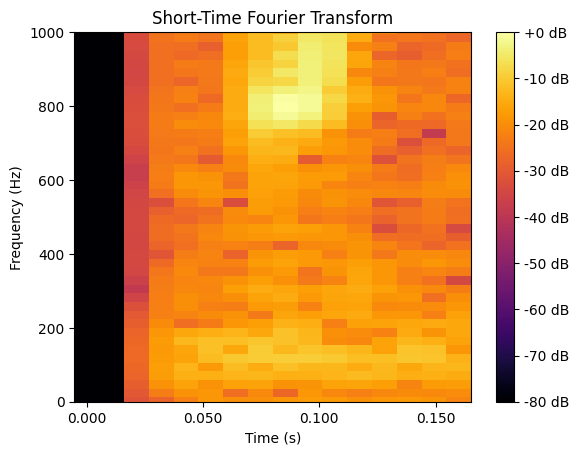 Short-Time Fourier Transform
1000
800
600
400
200
0
Frequency (Hz)
0.000
0.050
0.100
0.150
Time (s)
+0 dB
-10 dB
-20 dB
-30 dB
-40 dB
-50 dB
-60 dB
-70 dB
-80 dB